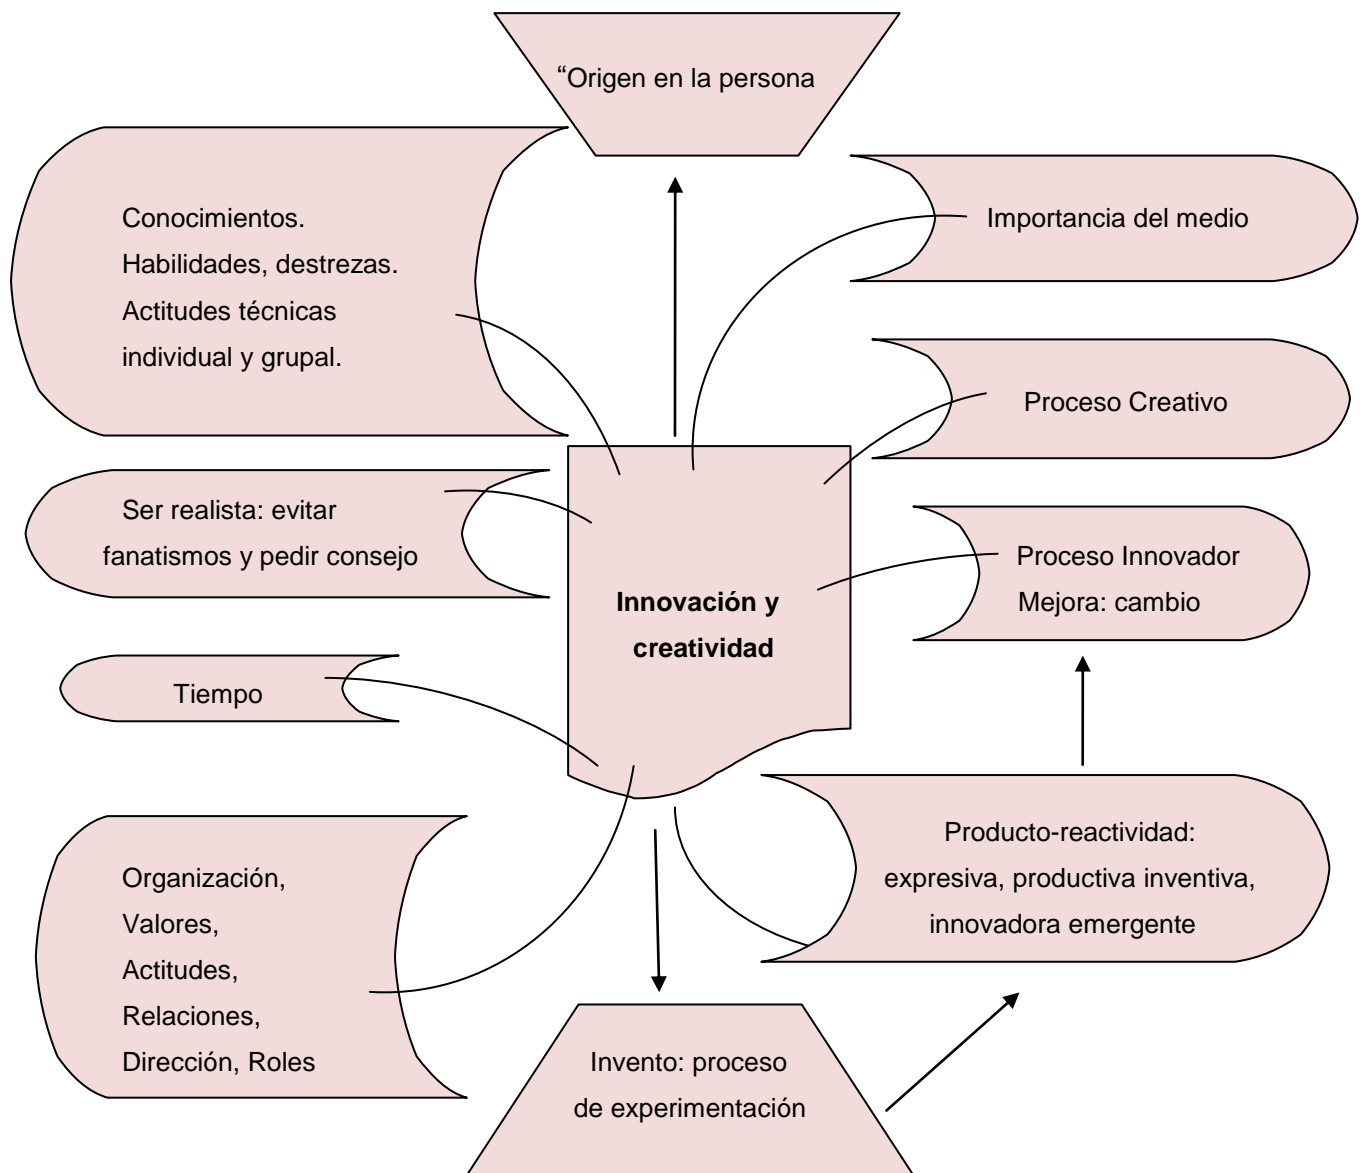 “Origen en la persona
Conocimientos.
Habilidades, destrezas.
Actitudes técnicas
individual y grupal.
Importancia del medio
Proceso Creativo
Ser realista: evitar
fanatismos y pedir consejo
Proceso Innovador
Mejora: cambio
Innovación y
creatividad
Tiempo
Producto-reactividad:
expresiva, productiva inventiva,
innovadora emergente
Organización,
Valores,
Actitudes,
Relaciones,
Dirección, Roles
Invento: proceso
de experimentación